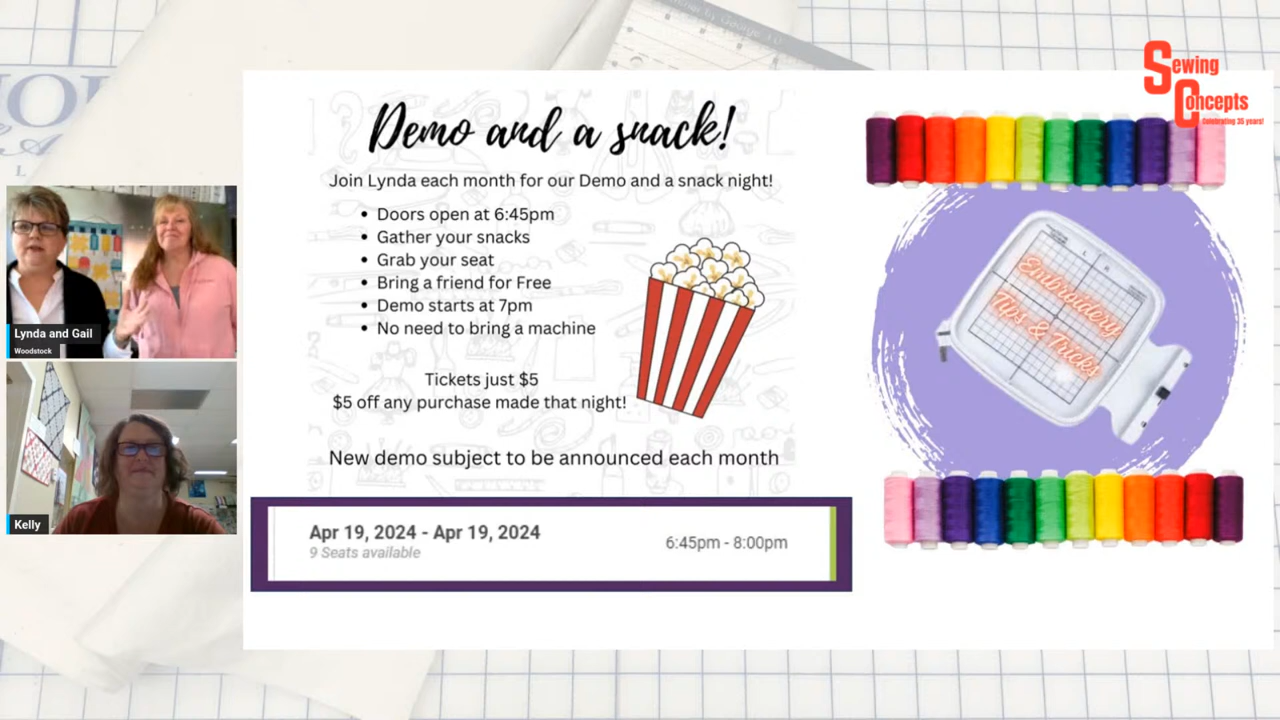 Sewing
Concepts
Celebrating 35 years!
Demo and a snack!
Join Lynda each month for our Demo and a snack night!
• Doors open at 6:45pm
• Gather your snacks
• Grab your seat
• Bring a friend for Free
• Demo starts at 7pm
• No need to bring a machine
Tickets just $5
$5 off any purchase made that night!
New demo subject to be announced each month
Apr 19, 2024 - Apr 19, 2024
9 Seats available
6:45pm - 8:00pm
Embroidery
Tips & Tricks
Lynda and Gail
Woodstock
Kelly